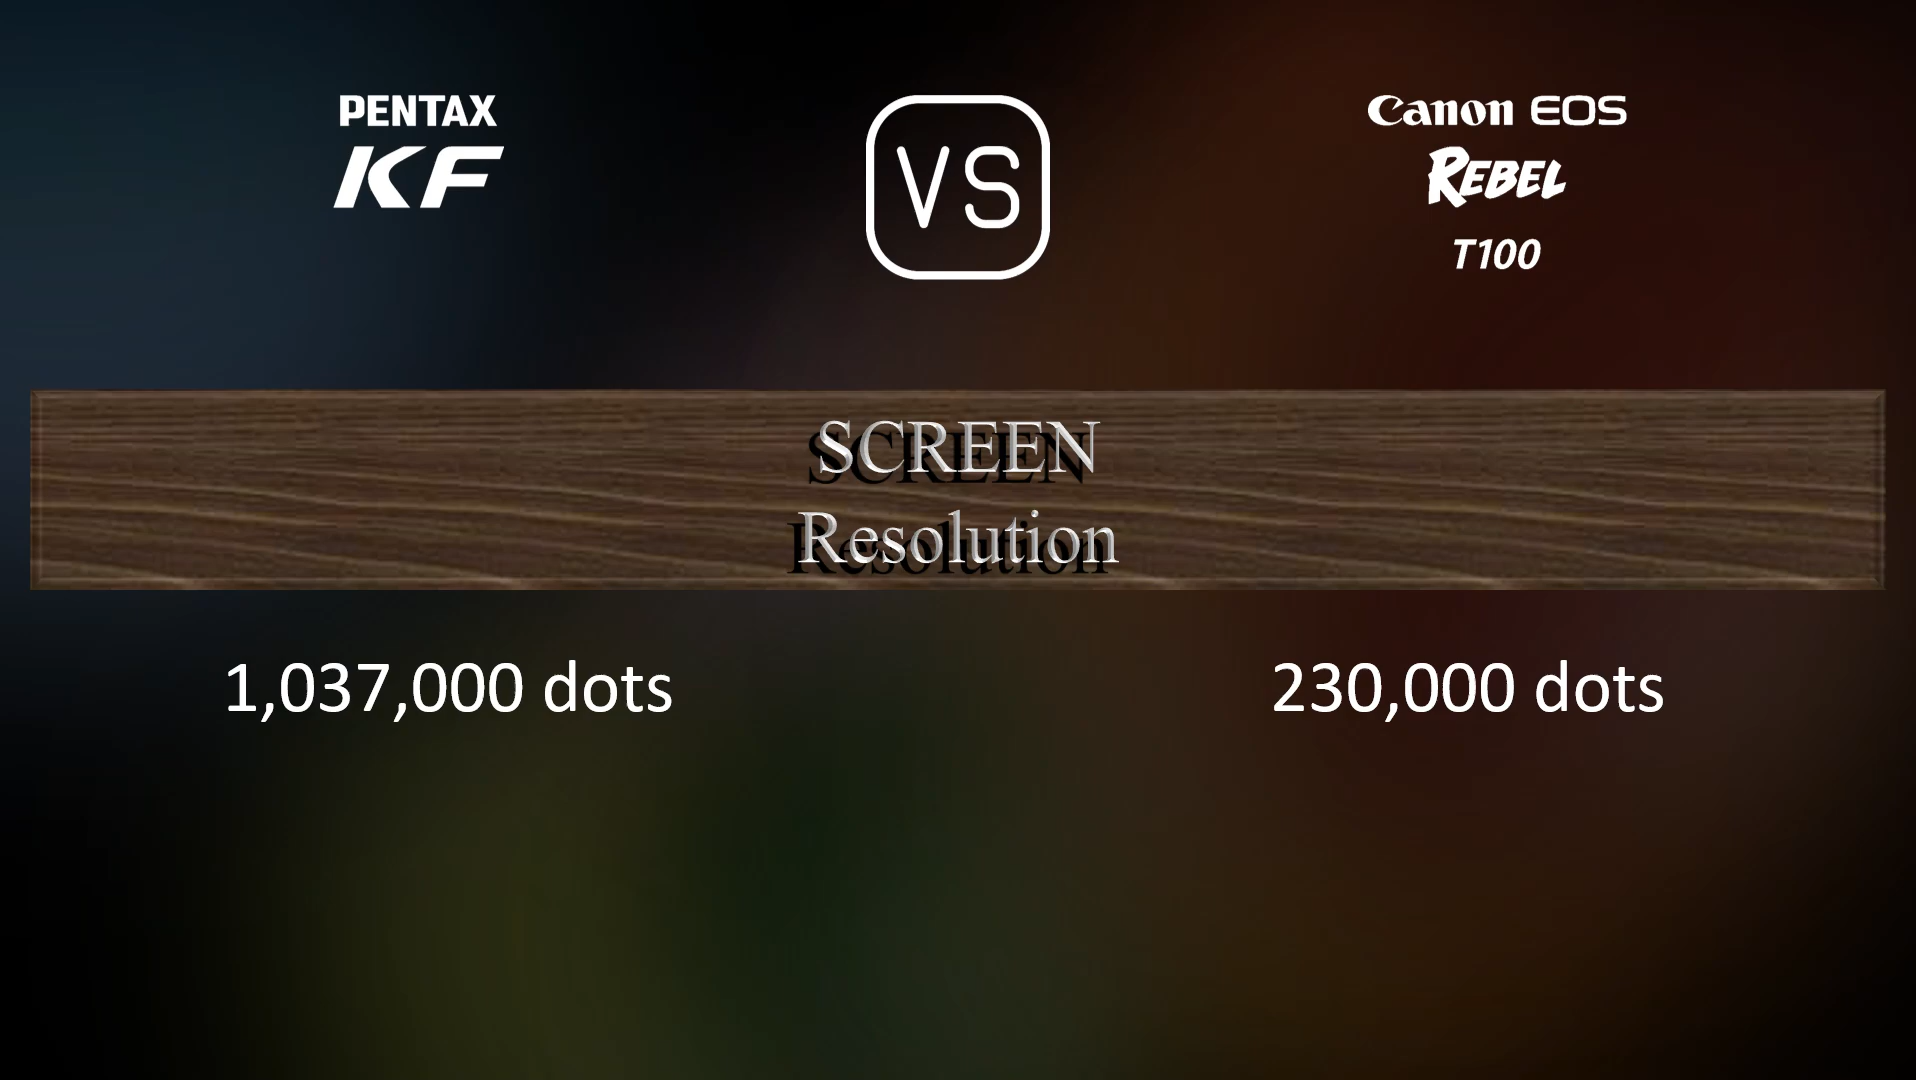 PENTAX
KF
VS
Canon EOS
REBEL
T100
SCREEN
Resolution
1,037,000 dots
230,000 dots